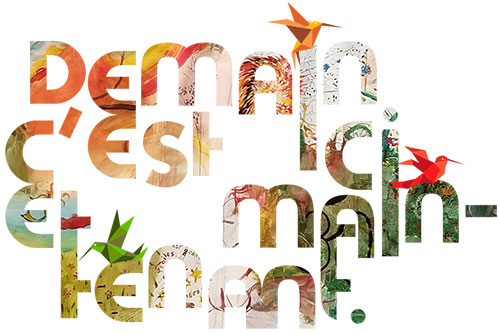 Demain
c'est ici
et main-
tenant.